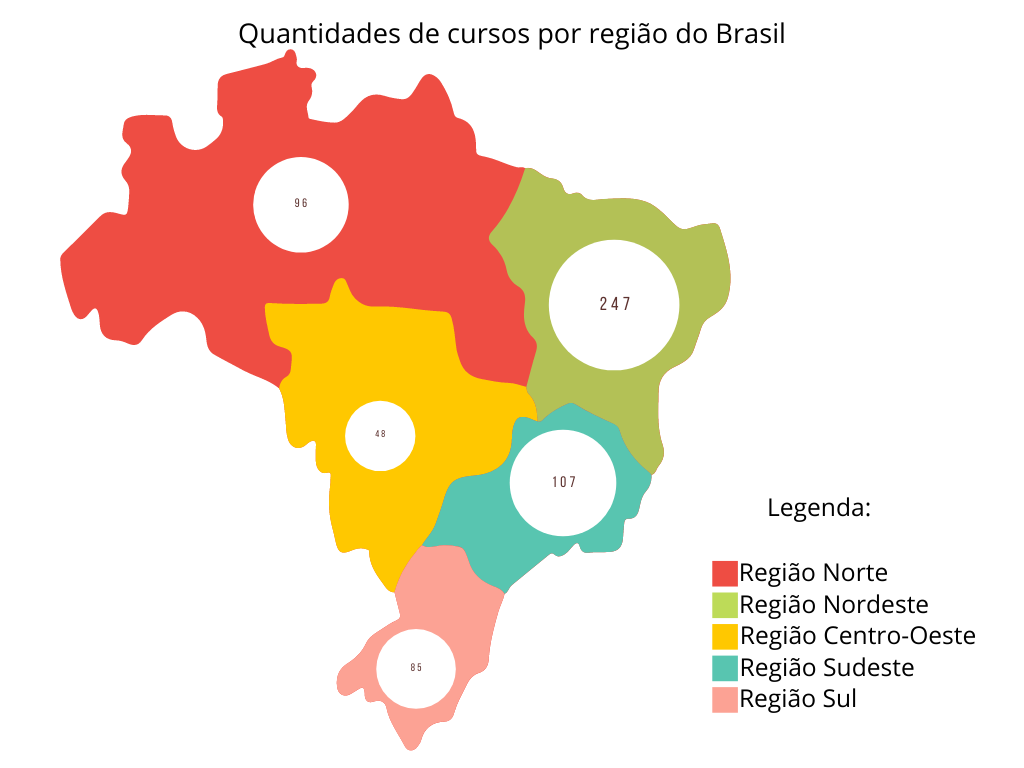 Quantidades de cursos por região do Brasil
96
247
48
107
85
Legenda:
Região Norte
Região Nordeste
Região Centro-Oeste
Região Sudeste
Região Sul